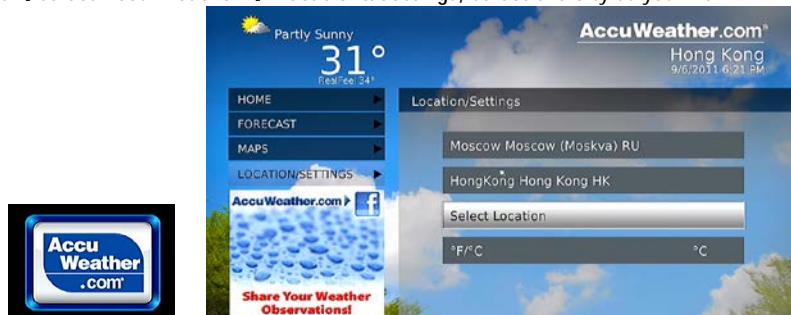 Partly Sunny
31°
RealFeel 34°
AccuWeather.com®
Hong Kong
9/6/2011 6:21 PM
HOME
FORECAST
MAPS
LOCATION/SETTINGS
AccuWeather.com
f
Share Your Weather
Observations!
Location/Settings
Moscow Moscow (Moskva) RU
HongKong Hong Kong HK
Select Location
°F/°C °C
Accu
Weather
.com®